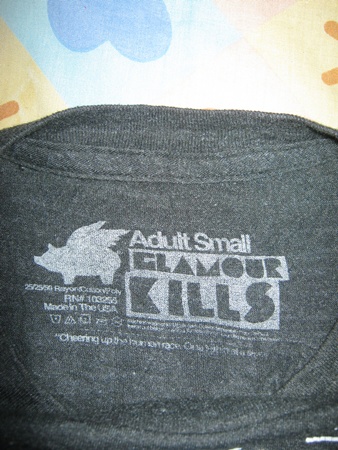 Adult Small
GLAMOUR
KILLS
25/25/50 Rayon/Cotton/Poly
RN# 103255
Made in The USA
"Cheering up the human race. One t-shirt at a time."